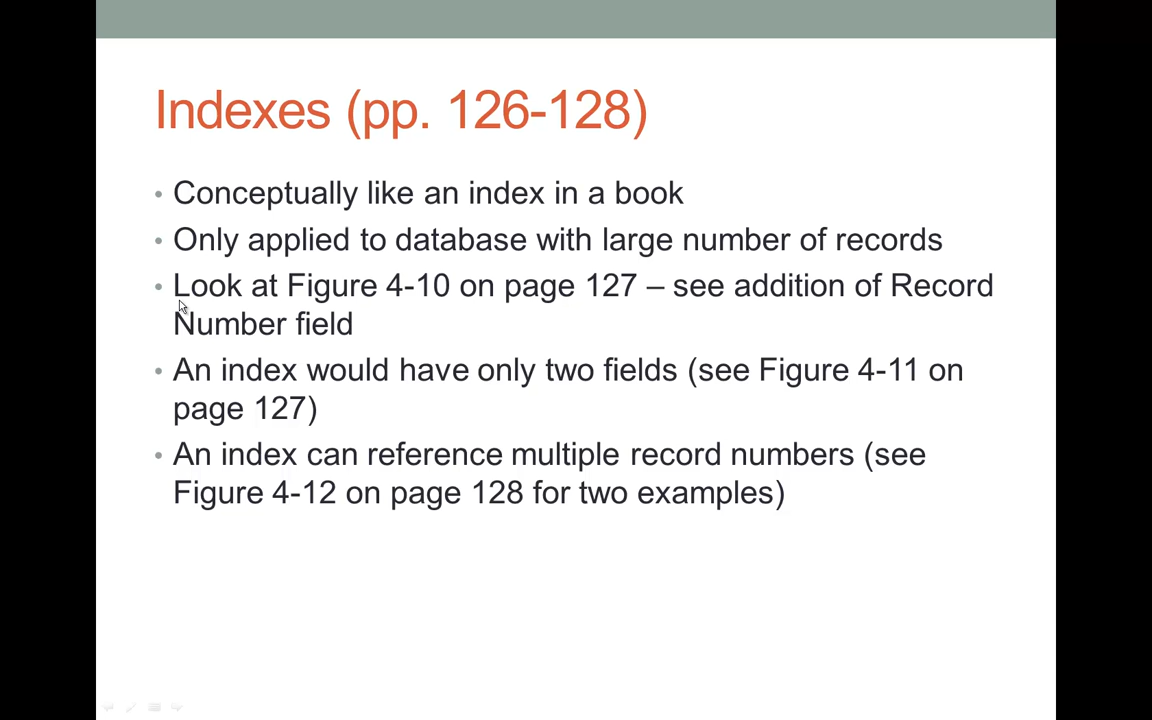 Indexes (pp. 126-128)
• Conceptually like an index in a book
• Only applied to database with large number of records
• Look at Figure 4-10 on page 127 – see addition of Record
Number field
• An index would have only two fields (see Figure 4-11 on
page 127)
• An index can reference multiple record numbers (see
Figure 4-12 on page 128 for two examples)